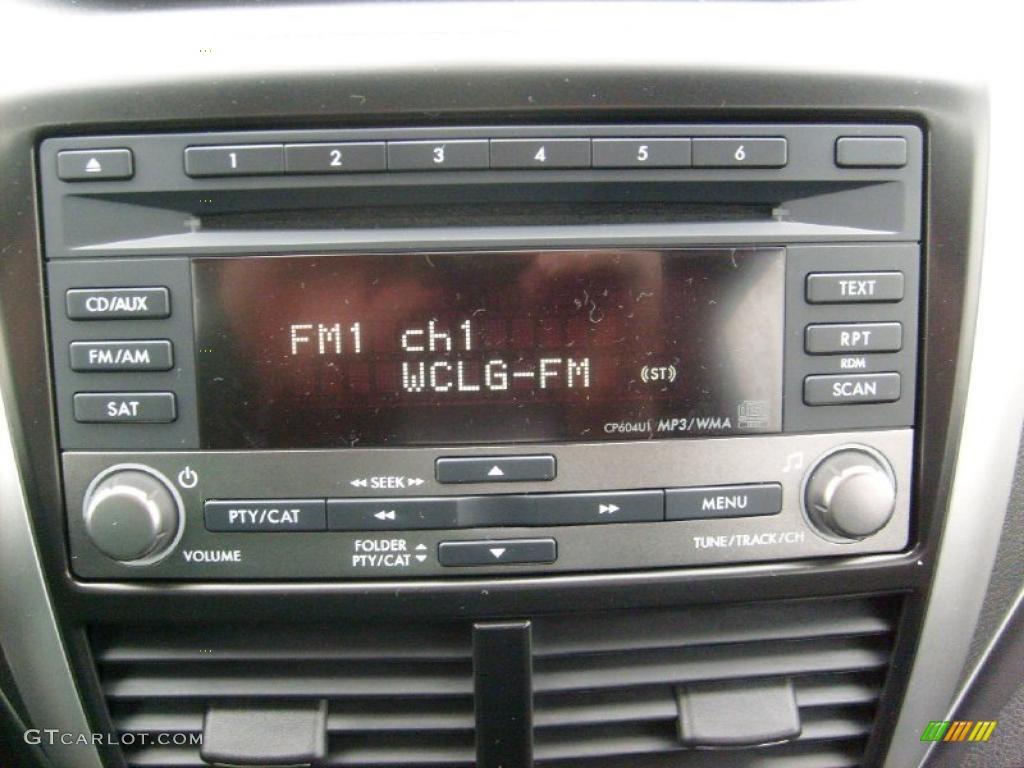 1 2 3 4 5 6
CD/AUX
FM/AM
SAT
FM1 ch1
WCLG-FM
(ST)
CP604U1 MP3/WMA
TEXT
RPT
RDM
SCAN
SEEK
PTY/CAT
MENU
VOLUME
FOLDER
PTY/CAT
TUNE/TRACK/CH
GTCARLOT.COM